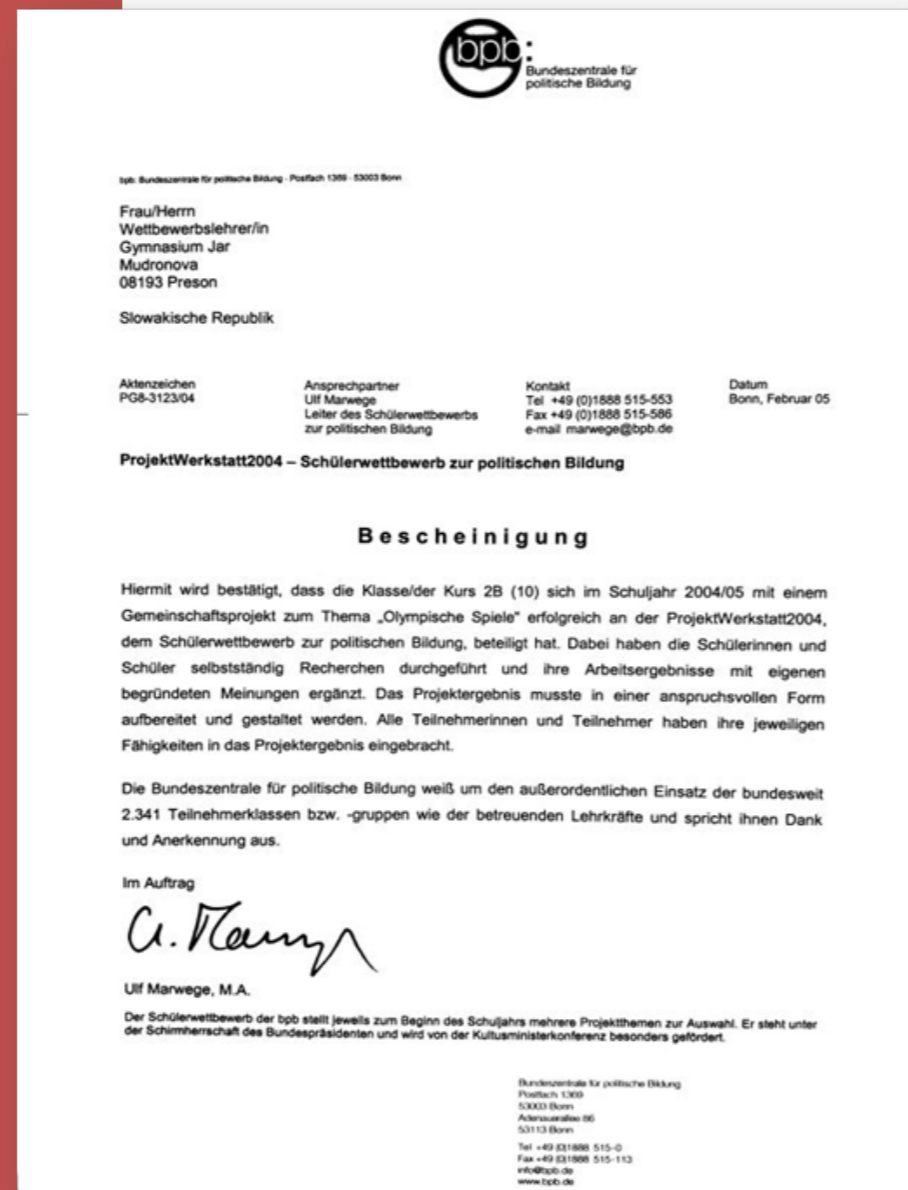 bpb:
Bundeszentrale für
politische Bildung
bpb: Bundeszentrale für politische Bildung - Postfach 1369 - 53003 Bonn
Frau/Herrn
Wettbewerbslehrer/in
Gymnasium Jar
Mudronova
08193 Preson
Slowakische Republik
Aktenzeichen
PG8-3123/04
Ansprechpartner
Ulf Marwege
Leiter des Schülerwettbewerbs
zur politischen Bildung
Kontakt
Tel +49 (0)1888 515-553
Fax +49 (0)1888 515-586
e-mail marwege@bpb.de
Datum
Bonn, Februar 05
ProjektWerkstatt2004 – Schülerwettbewerb zur politischen Bildung
Bescheinigung
Hiermit wird bestätigt, dass die Klasse/der Kurs 2B (10) sich im Schuljahr 2004/05 mit einem
Gemeinschaftsprojekt zum Thema „Olympische Spiele" erfolgreich an der ProjektWerkstatt2004,
dem Schülerwettbewerb zur politischen Bildung, beteiligt hat. Dabei haben die Schülerinnen und
Schüler selbstständig Recherchen durchgeführt und ihre Arbeitsergebnisse mit eigenen
begründeten Meinungen ergänzt. Das Projektergebnis musste in einer anspruchsvollen Form
aufbereitet und gestaltet werden. Alle Teilnehmerinnen und Teilnehmer haben ihre jeweiligen
Fähigkeiten in das Projektergebnis eingebracht.
Die Bundeszentrale für politische Bildung weiß um den außerordentlichen Einsatz der bundesweit
2.341 Teilnehmerklassen bzw. -gruppen wie der betreuenden Lehrkräfte und spricht ihnen Dank
und Anerkennung aus.
Im Auftrag
Ulf Marwege, M.A.
Der Schülerwettbewerb der bpb stellt jeweils zum Beginn des Schuljahrs mehrere Projektthemen zur Auswahl. Er steht unter
der Schirmherrschaft des Bundespräsidenten und wird von der Kultusministerkonferenz besonders gefördert.
Bundeszentrale für politische Bildung
Postfach 1369
53003 Bonn
Adenauerallee 86
53113 Bonn
Tel +49 (0)1888 515-0
Fax +49 (0)1888 515-113
info@bpb.de
www.bpb.de